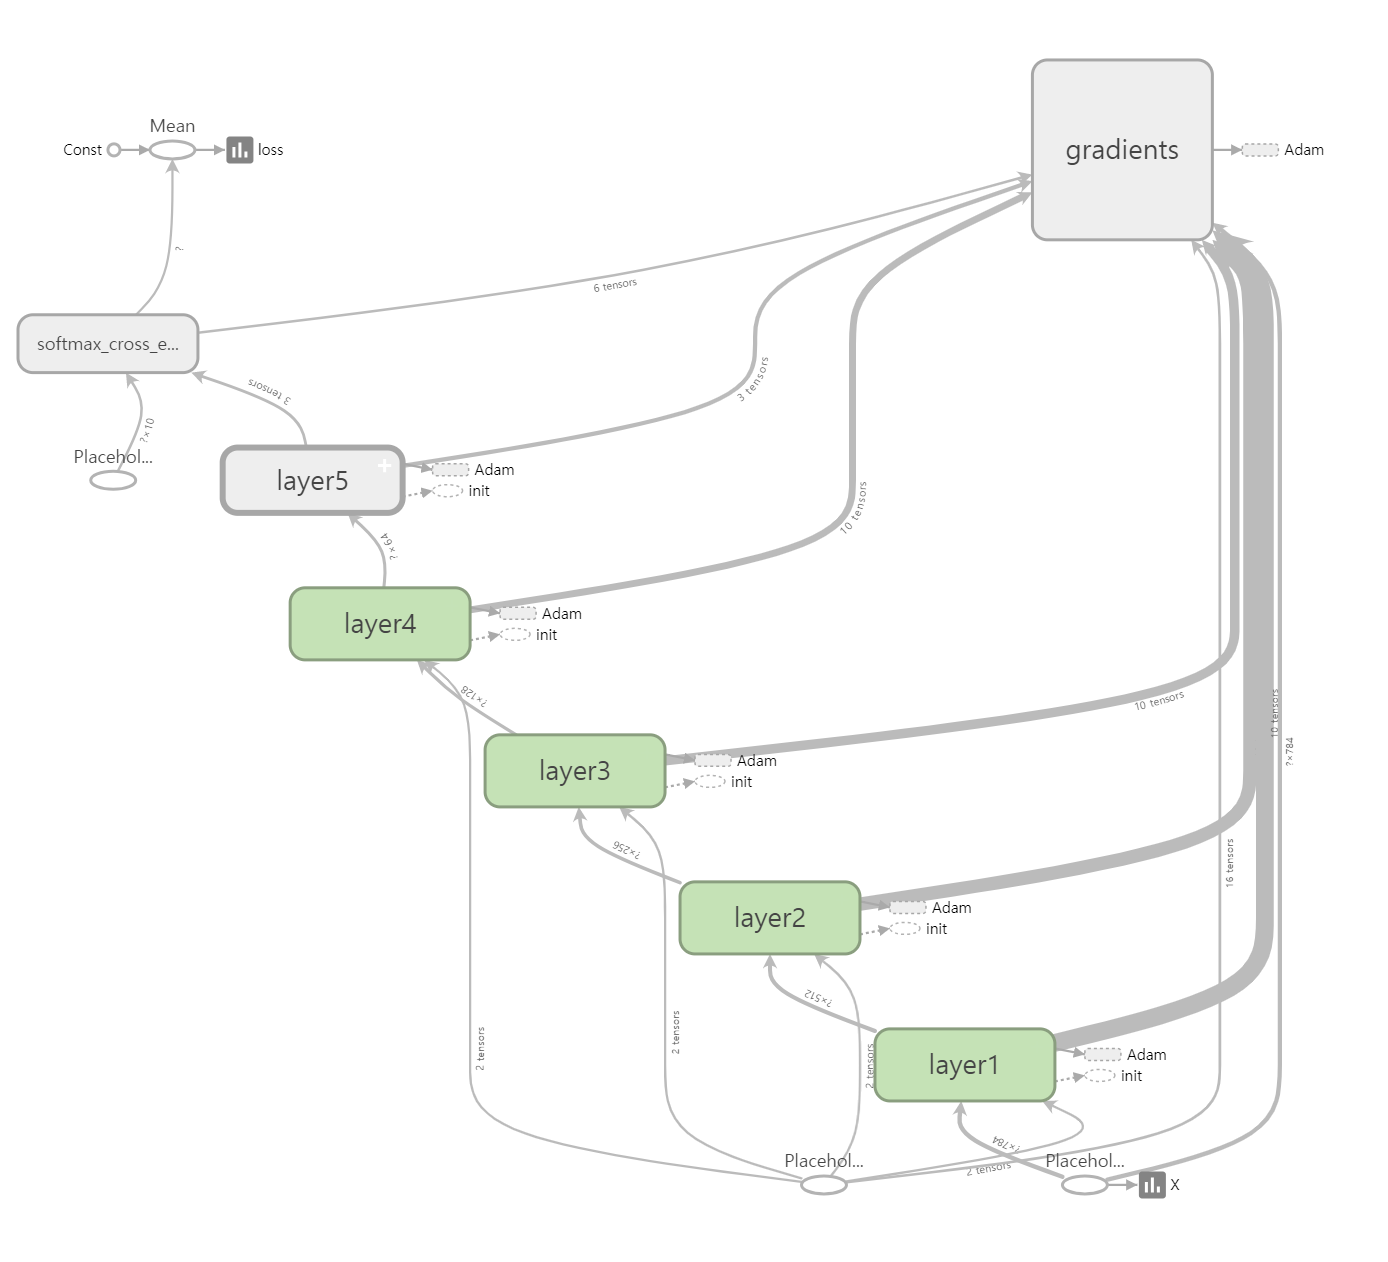 Mean
Const
loss
gradients
Adam
?
6 tensors
softmax_cross_e...
3 tensors
3 tensors
?×10
Placehol...
layer5
Adam
init
10 tensors
?×64
layer4
Adam
init
?×128
10 tensors
10 tensors
?×784
layer3
Adam
init
?×256
16 tensors
layer2
Adam
init
?×512
2 tensors
2 tensors
2 tensors
layer1
Adam
init
?×784
Placehol...
2 tensors
Placehol...
X